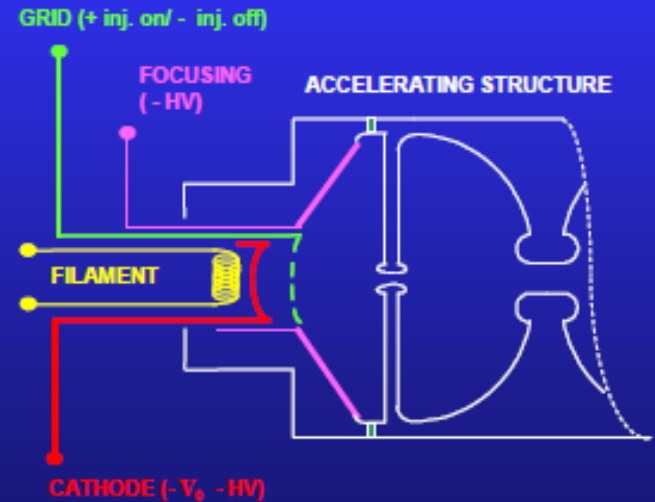 GRID (+ inj. on/ - inj. off)
FOCUSING
( - HV)
ACCELERATING STRUCTURE
FILAMENT
CATHODE (- V₀ - HV)